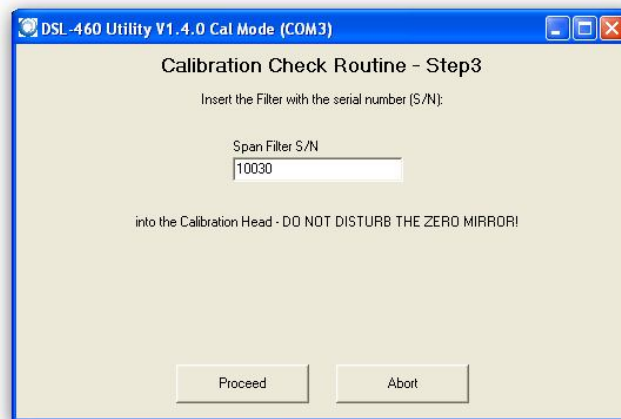 DSL-460 Utility V1.4.0 Cal Mode (COM3)
Calibration Check Routine - Step3
Insert the Filter with the serial number (S/N):
Span Filter S/N
10030
into the Calibration Head - DO NOT DISTURB THE ZERO MIRROR!
Proceed Abort